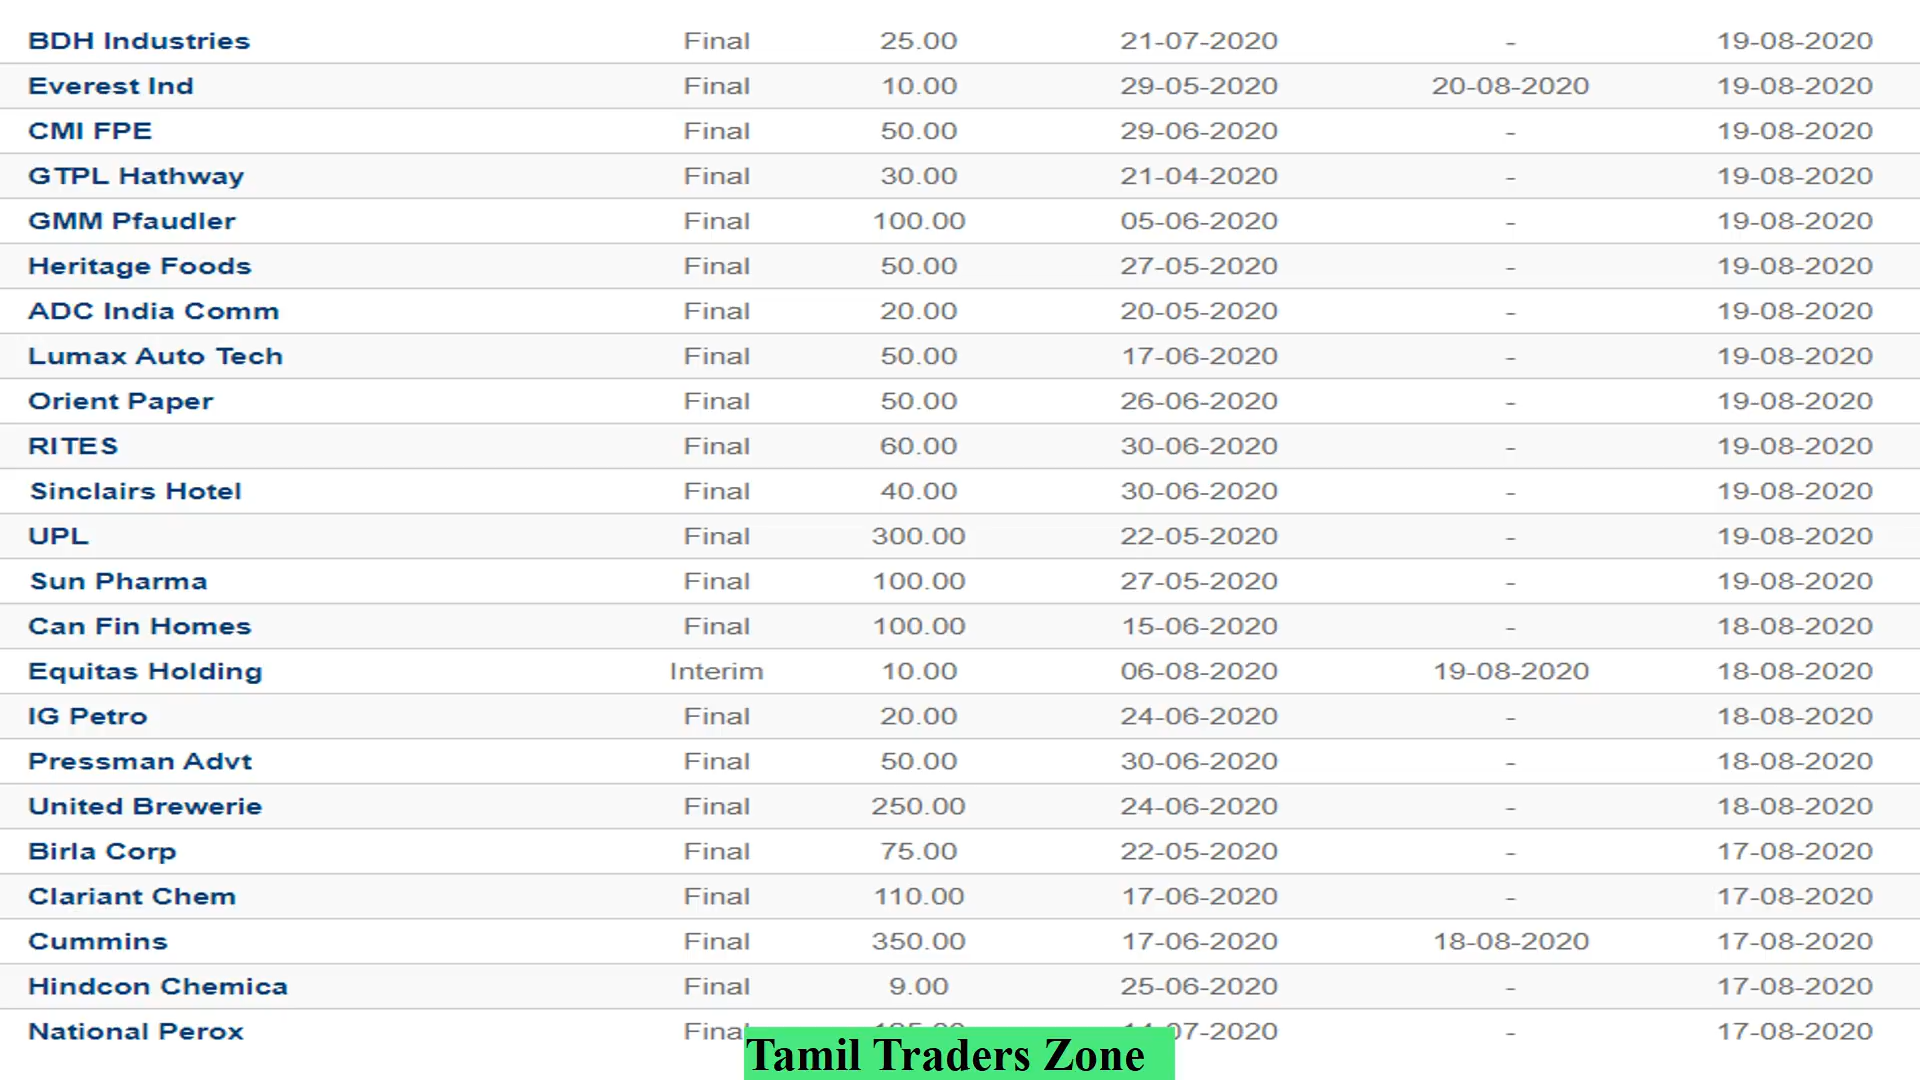 BDH Industries Final 25.00 21-07-2020 - 19-08-2020
Everest Ind Final 10.00 29-05-2020 20-08-2020 19-08-2020
CMI FPE Final 50.00 29-06-2020 - 19-08-2020
GTPL Hathway Final 30.00 21-04-2020 - 19-08-2020
GMM Pfaudler Final 100.00 05-06-2020 - 19-08-2020
Heritage Foods Final 50.00 27-05-2020 - 19-08-2020
ADC India Comm Final 20.00 20-05-2020 - 19-08-2020
Lumax Auto Tech Final 50.00 17-06-2020 - 19-08-2020
Orient Paper Final 50.00 26-06-2020 - 19-08-2020
RITES Final 60.00 30-06-2020 - 19-08-2020
Sinclairs Hotel Final 40.00 30-06-2020 - 19-08-2020
UPL Final 300.00 22-05-2020 - 19-08-2020
Sun Pharma Final 100.00 27-05-2020 - 19-08-2020
Can Fin Homes Final 100.00 15-06-2020 - 18-08-2020
Equitas Holding Interim 10.00 06-08-2020 19-08-2020 18-08-2020
IG Petro Final 20.00 24-06-2020 - 18-08-2020
Pressman Advt Final 50.00 30-06-2020 - 18-08-2020
United Brewerie Final 250.00 24-06-2020 - 18-08-2020
Birla Corp Final 75.00 22-05-2020 - 17-08-2020
Clariant Chem Final 110.00 17-06-2020 - 17-08-2020
Cummins Final 350.00 17-06-2020 18-08-2020 17-08-2020
Hindcon Chemica Final 9.00 25-06-2020 - 17-08-2020
National Perox Final - 17-08-2020
Tamil Traders Zone